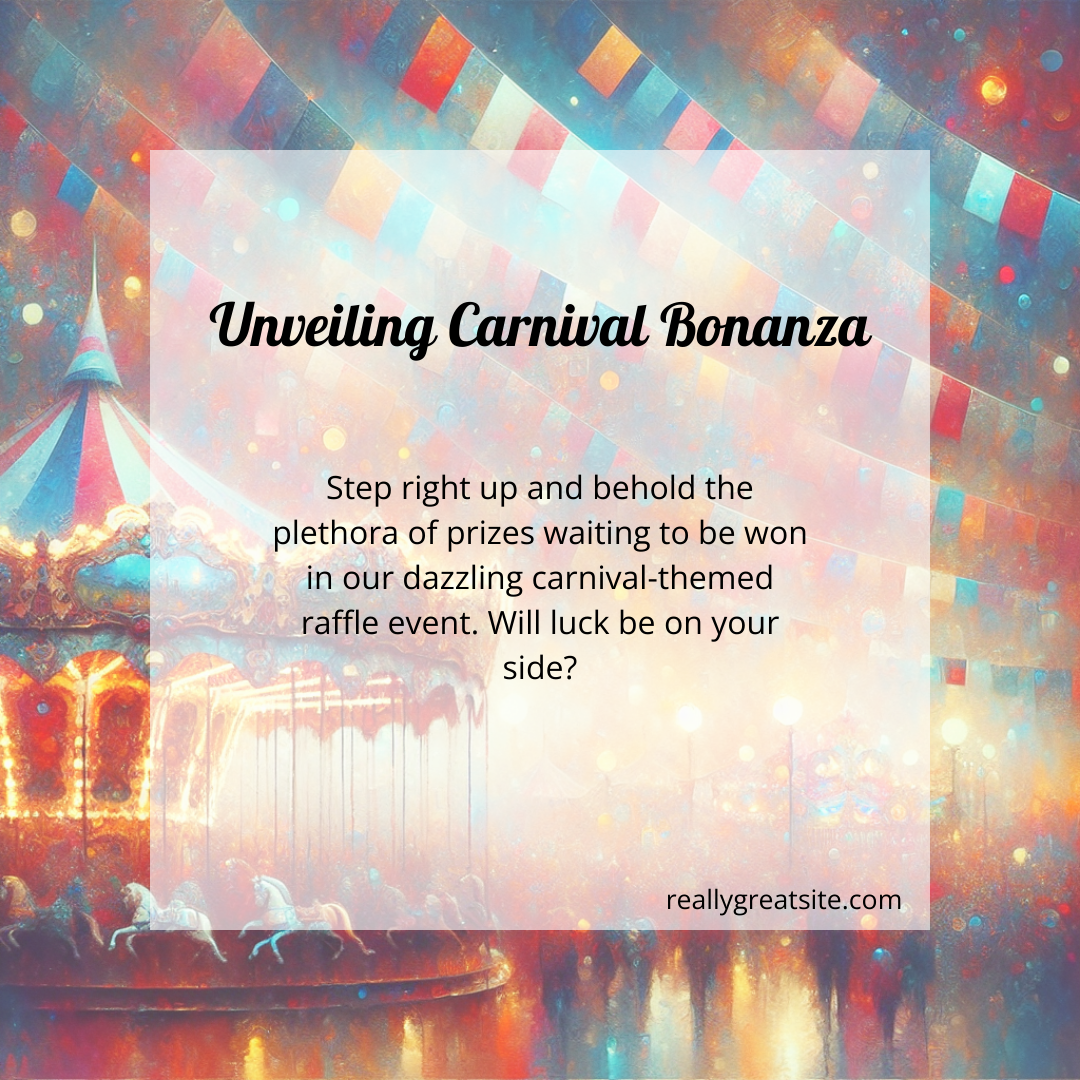 Unveiling Carnival Bonanza
Step right up and behold the
plethora of prizes waiting to be won
in our dazzling carnival-themed
raffle event. Will luck be on your
side?
reallygreatsite.com